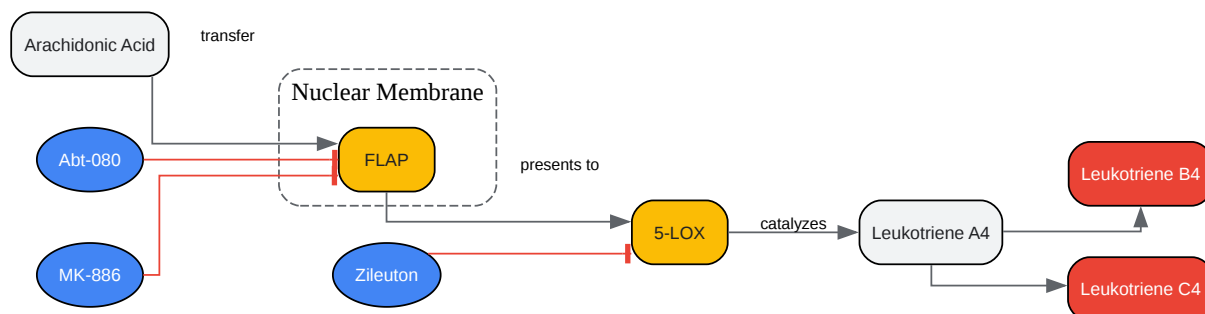 Arachidonic Acid
transfer
Nuclear Membrane
Abt-080
FLAP
presents to
Leukotriene B4
5-LOX
catalyzes
Leukotriene A4
MK-886
Zileuton
Leukotriene C4